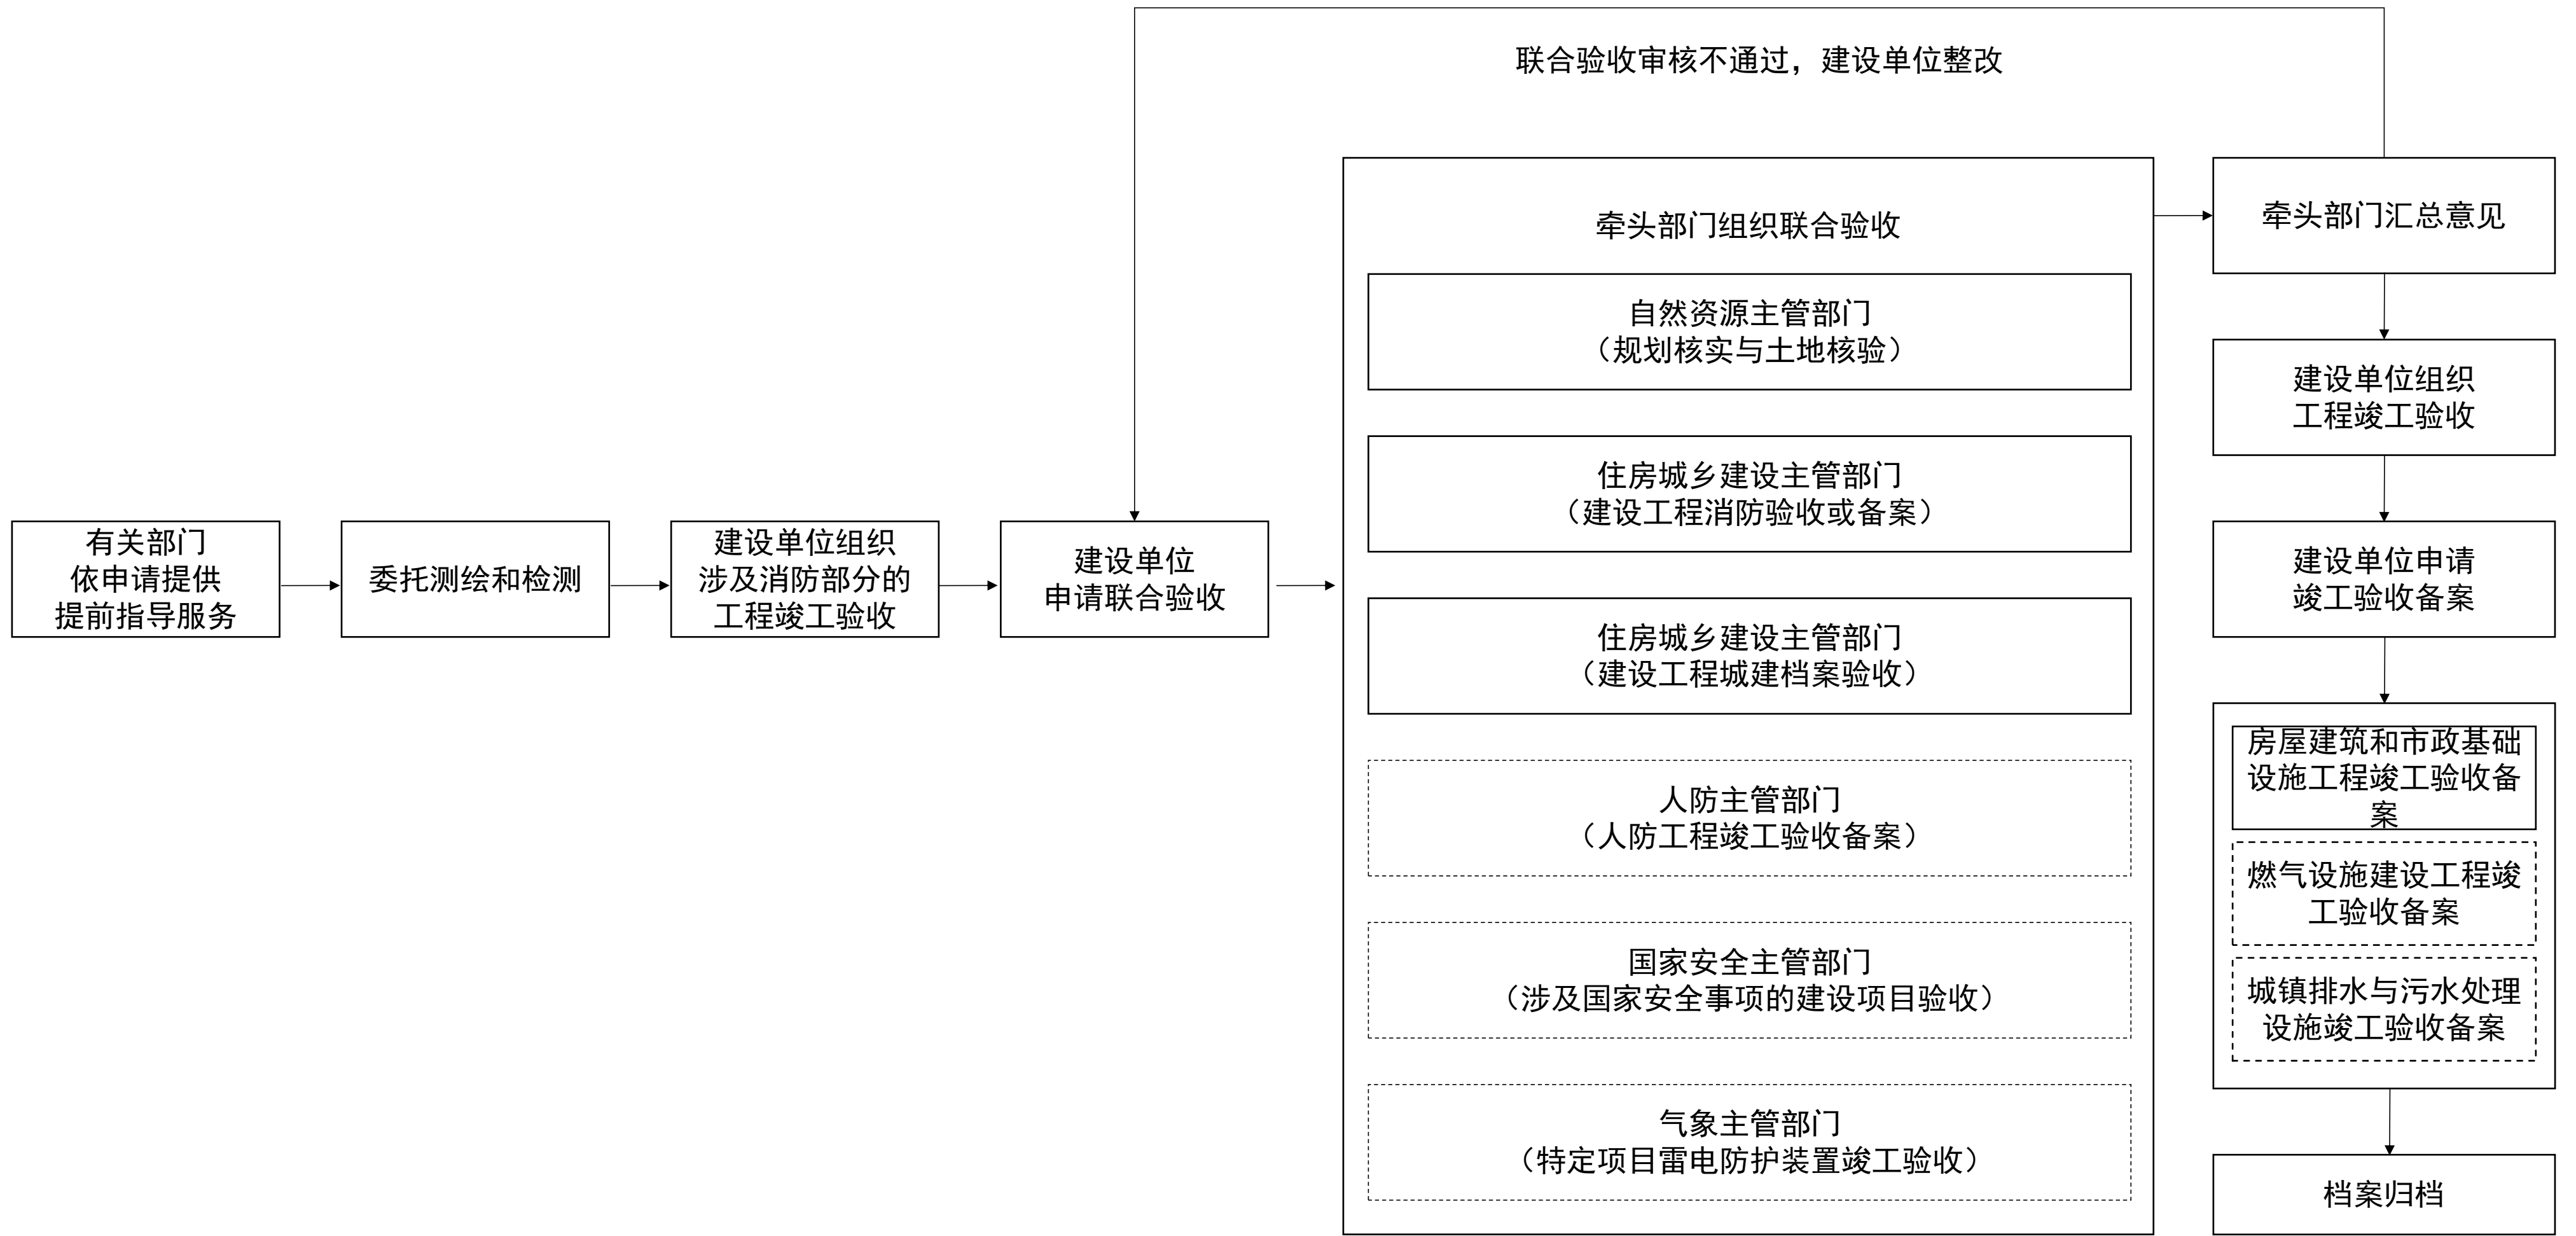 联合验收审核不通过，建设单位整改
有关部门
依申请提供
提前指导服务
委托测绘和检测
建设单位组织
涉及消防部分的
工程竣工验收
建设单位
申请联合验收
牵头部门组织联合验收
自然资源主管部门
（规划核实与土地核验）
住房城乡建设主管部门
（建设工程消防验收或备案）
住房城乡建设主管部门
（建设工程城建档案验收）
人防主管部门
（人防工程竣工验收备案）
国家安全主管部门
（涉及国家安全事项的建设项目验收）
气象主管部门
（特定项目雷电防护装置竣工验收）
牵头部门汇总意见
建设单位组织
工程竣工验收
建设单位申请
竣工验收备案
房屋建筑和市政基础
设施工程竣工验收备
案
燃气设施建设工程竣
工验收备案
城镇排水与污水处理
设施竣工验收备案
档案归档